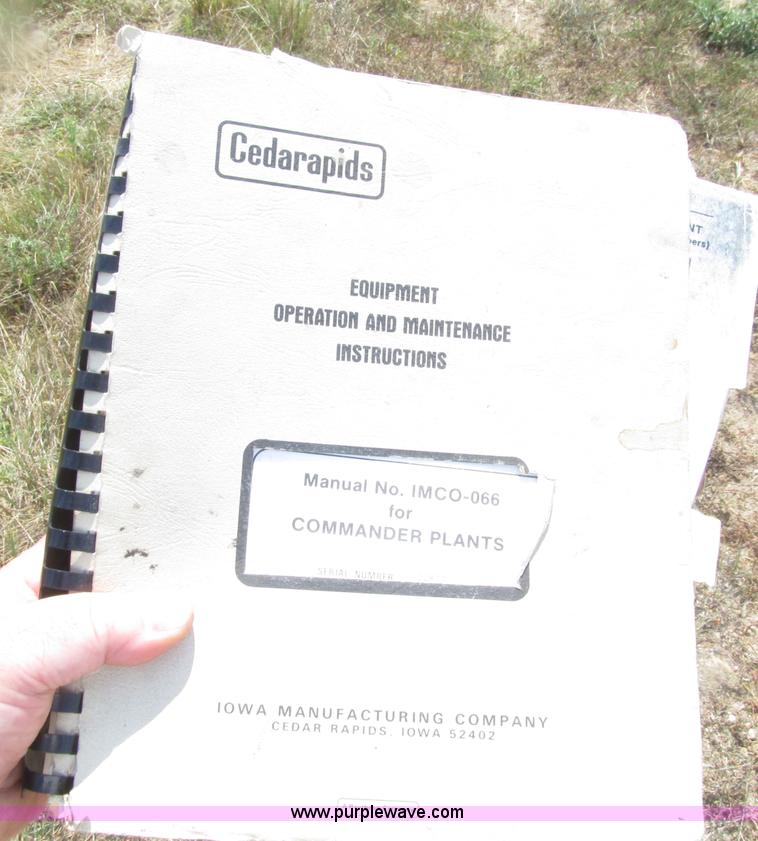 Cedarapids
EQUIPMENT
OPERATION AND MAINTENANCE
INSTRUCTIONS
Manual No. IMCO-066
for
COMMANDER PLANTS
SERIAL NUMBER
IOWA MANUFACTURING COMPANY
CEDAR RAPIDS, IOWA 52402
www.purplewave.com